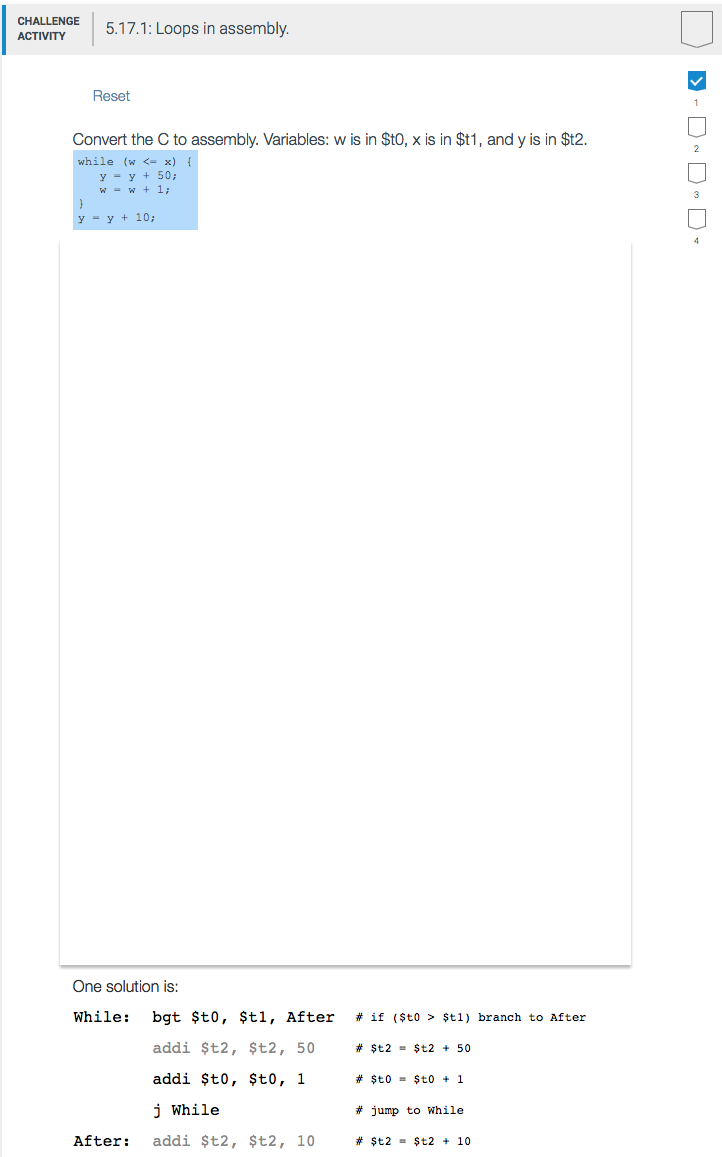 CHALLENGE
ACTIVITY
5.17.1: Loops in assembly.
Reset
1
2
3
4
Convert the C to assembly. Variables: w is in $t0, x is in $t1, and y is in $t2.
while (w <= x) {
y = y + 50;
w = w + 1;
}
y = y + 10;
One solution is:
While: bgt $t0, $t1, After # if ($t0 > $t1) branch to After
addi $t2, $t2, 50 # $t2 = $t2 + 50
addi $t0, $t0, 1 # $t0 = $t0 + 1
j While # jump to While
After: addi $t2, $t2, 10 # $t2 = $t2 + 10